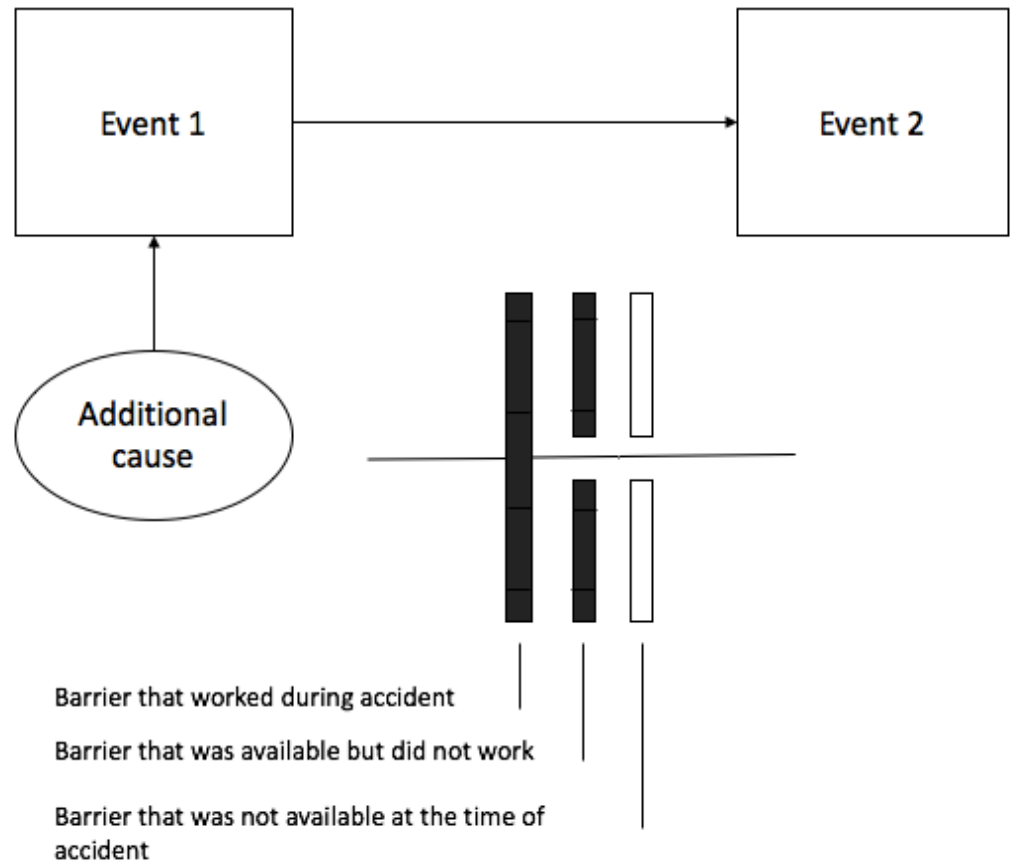 Event 1
Event 2
Additional
cause
Barrier that worked during accident
Barrier that was available but did not work
Barrier that was not available at the time of
accident